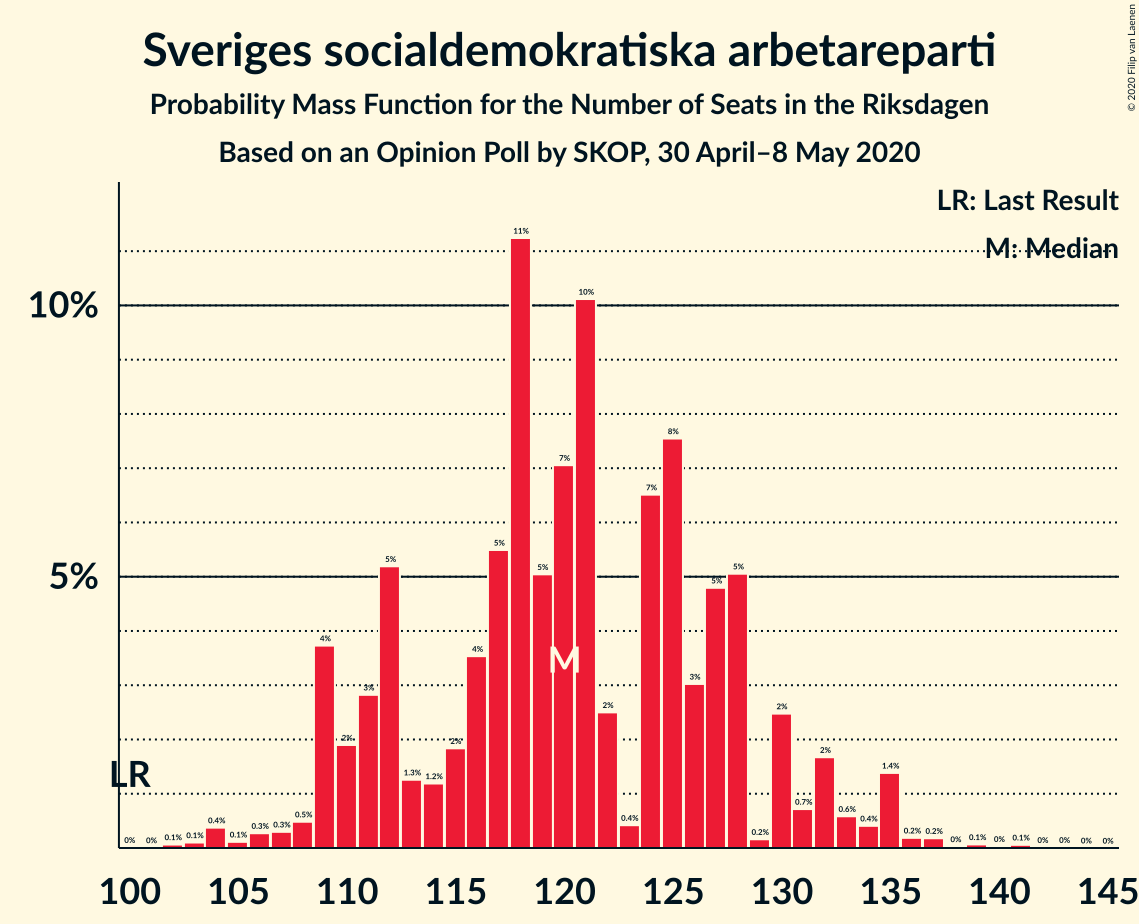 Sveriges socialdemokratiska arbetareparti
Probability Mass Function for the Number of Seats in the Riksdagen
Based on an Opinion Poll by SKOP, 30 April–8 May 2020
© 2020 Filip van Laenen
LR: Last Result
M: Median
10%
5%
LR
M
0% 0% 0.1% 0.1% 0.4% 0.1% 0.3% 0.3% 0.5% 4% 2% 3% 5% 1.3% 1.2% 2% 4% 5% 11% 5% 7% 10% 2% 0.4% 7% 8% 3% 5% 5% 0.2% 2% 0.7% 2% 0.6% 0.4% 1.4% 0.2% 0.2% 0% 0.1% 0% 0.1% 0% 0% 0% 0%
100 105 110 115 120 125 130 135 140 145